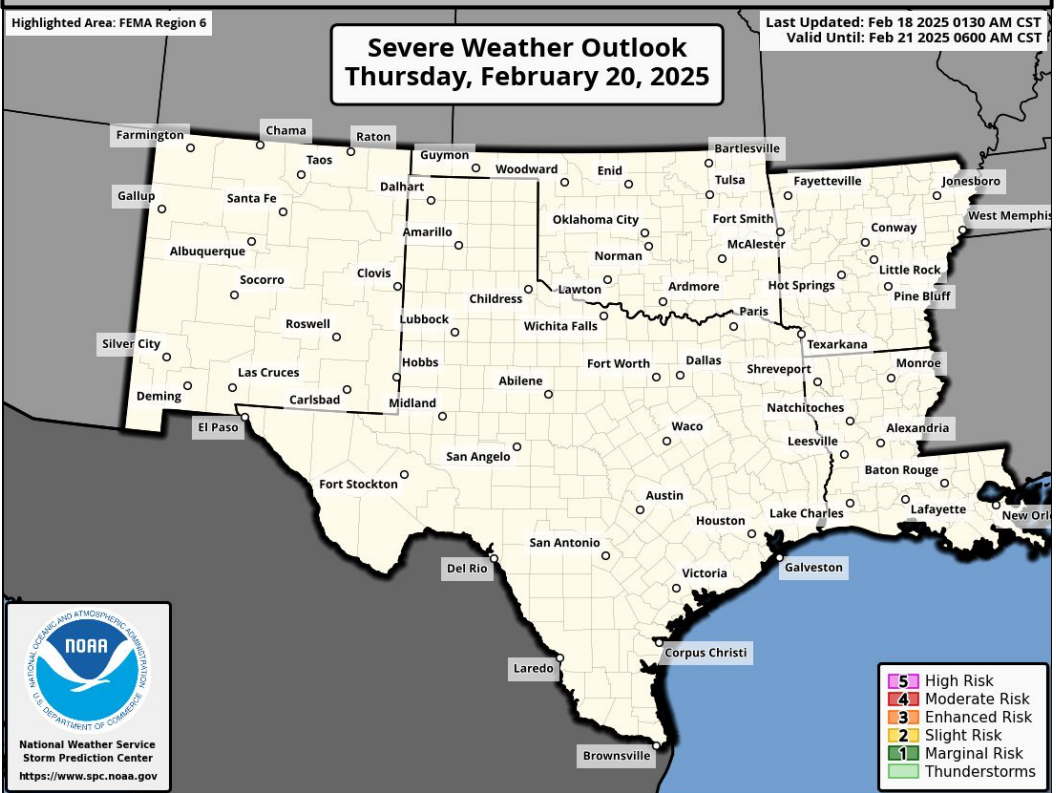 Highlighted Area: FEMA Region 6
Last Updated: Feb 18 2025 0130 AM CST
Valid Until: Feb 21 2025 0600 AM CST
Severe Weather Outlook
Thursday, February 20, 2025
Farmington
Chama
Raton
Taos
Guymon
Woodward
Enid
Bartlesville
Tulsa
Fayetteville
Jonesboro
Gallup
Santa Fe
Dalhart
Oklahoma City
Fort Smith
West Memphis
Amarillo
Conway
Albuquerque
Norman
McAlester
Socorro
Clovis
Little Rock
Childress
Lawton
Ardmore
Hot Springs
Pine Bluff
Roswell
Lubbock
Wichita Falls
Paris
Silver City
Texarkana
Las Cruces
Hobbs
Fort Worth
Dallas
Shreveport
Monroe
Deming
Carlsbad
Midland
Abilene
Natchitoches
El Paso
Waco
Leesville
Alexandria
San Angelo
Baton Rouge
Fort Stockton
Austin
Lake Charles
Lafayette
New Orl
Houston
San Antonio
Del Rio
Galveston
Victoria
Laredo
Corpus Christi
Brownsville
NATIONAL OCEANIC AND ATMOSPHERIC ADMINISTRATION
NOAA
U.S. DEPARTMENT OF COMMERCE
National Weather Service
Storm Prediction Center
https://www.spc.noaa.gov
5 High Risk
4 Moderate Risk
3 Enhanced Risk
2 Slight Risk
1 Marginal Risk
Thunderstorms